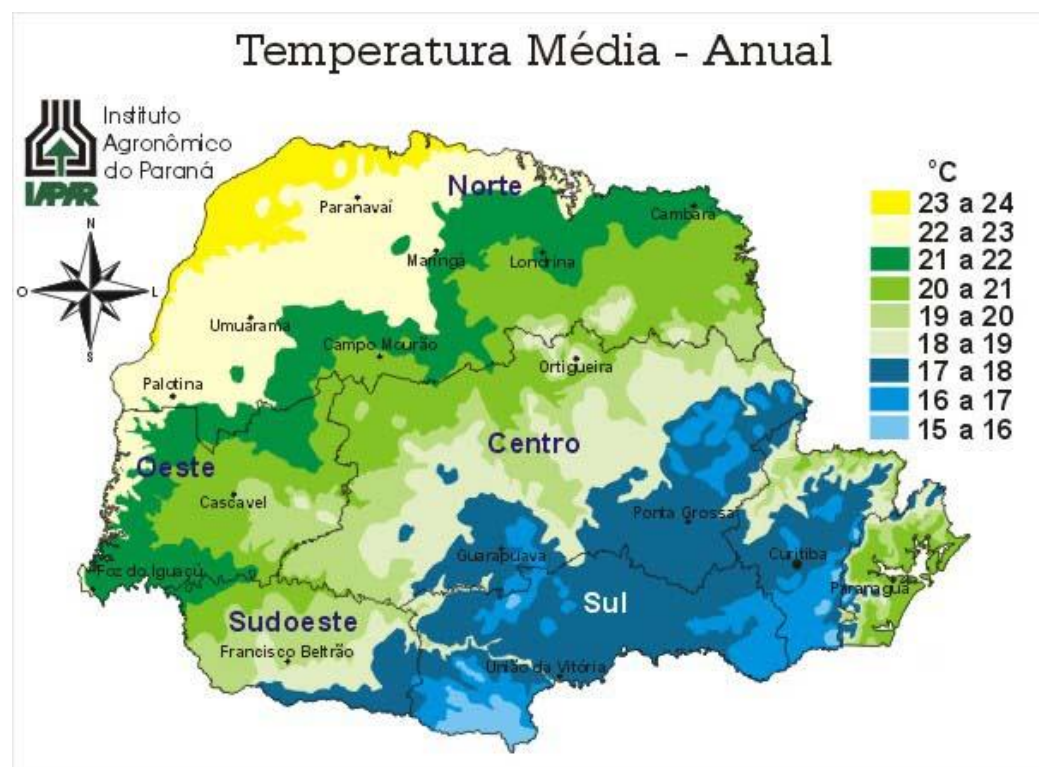 Temperatura Média - Anual
Instituto
Agronômico
do Paraná
IAPAR
N
O
L
S
°C
23 a 24
22 a 23
21 a 22
20 a 21
19 a 20
18 a 19
17 a 18
16 a 17
15 a 16
Norte
Paranavaí
Cambará
Maringá
Londrina
Umuarama
Campo Mourão
Ortigueira
Palotina
Centro
Oeste
Cascavel
Ponta Grossa
Guarapuava
Curitiba
Foz do Iguaçú
Paranaguá
Sul
Sudoeste
Francisco Beltrão
União da Vitória